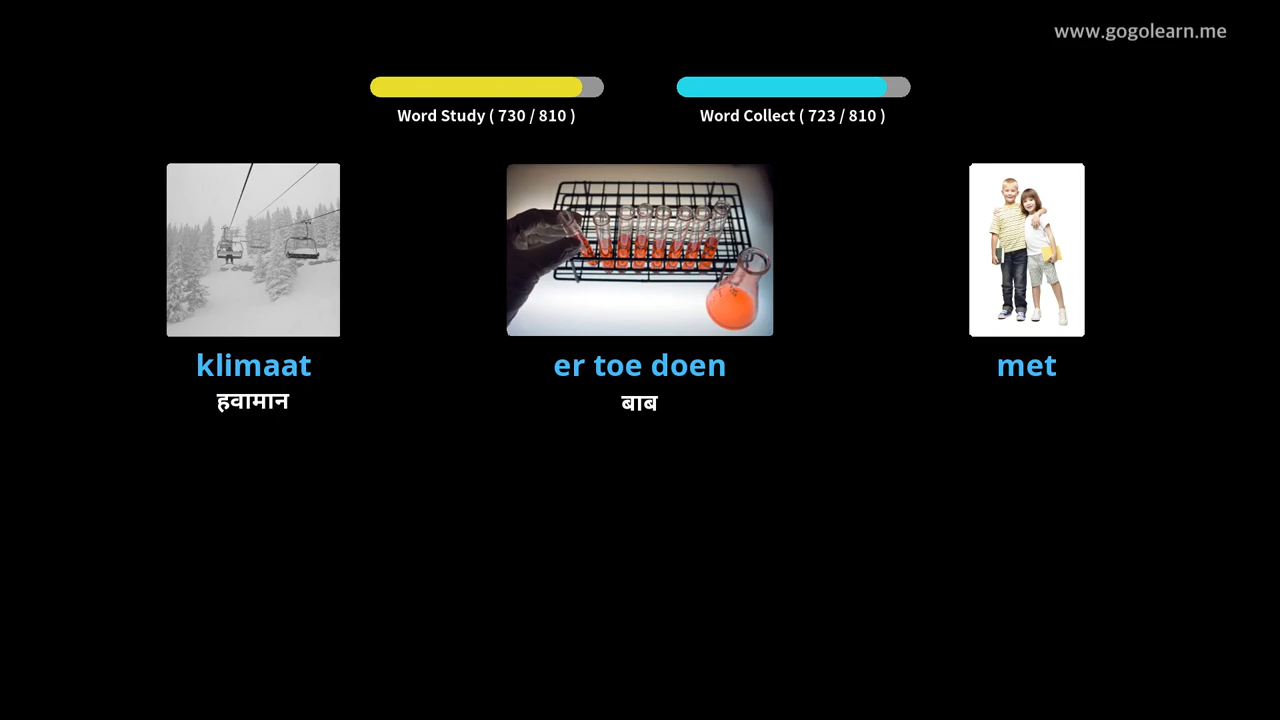 www.gogolearn.me
Word Study ( 730 / 810 )
Word Collect ( 723 / 810 )
klimaat
हवामान
er toe doen
बाब
met